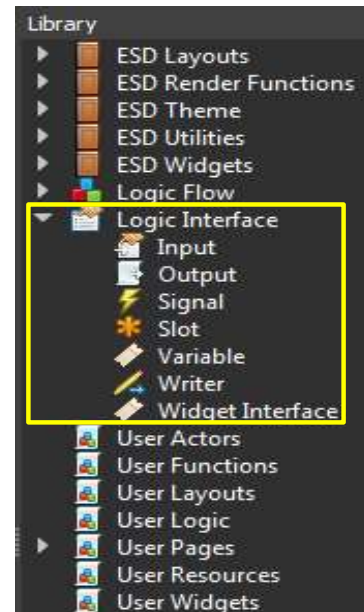 Library
ESD Layouts
ESD Render Functions
ESD Theme
ESD Utilities
ESD Widgets
Logic Flow
Logic Interface
Input
Output
Signal
Slot
Variable
Writer
Widget Interface
User Actors
User Functions
User Layouts
User Logic
User Pages
User Resources
User Widgets